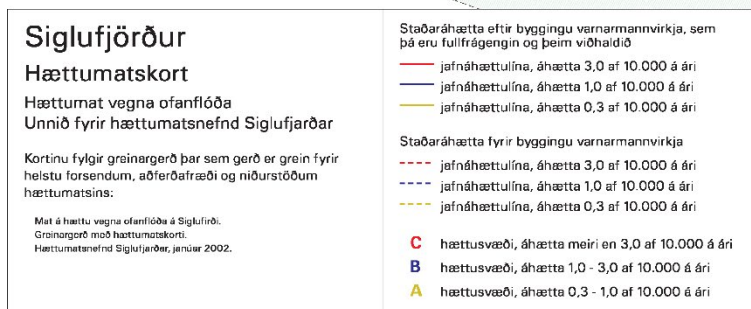 Siglufjörður
Hættumatskort
Hættumat vegna ofanflóða
Unnið fyrir hættumatsnefnd Siglufjarðar
Kortinu fylgir greinargerð þar sem gerð er grein fyrir
helstu forsendum, aðferðafræði og niðurstöðum
hættumatsins:
Mat á hættu vegna ofanflóða á Siglufirði.
Greinargerð með hættumatskorti.
Hættumatsnefnd Siglufjarðar, janúar 2002.
Staðaráhætta eftir byggingu varnarmannvirkja, sem
þá eru fullfrágengin og þeim viðhaldið
jafnáhættulína, áhætta 3,0 af 10.000 á ári
jafnáhættulína, áhætta 1,0 af 10.000 á ári
jafnáhættulína, áhætta 0,3 af 10.000 á ári
Staðaráhætta fyrir byggingu varnarmannvirkja
jafnáhættulína, áhætta 3,0 af 10.000 á ári
jafnáhættulína, áhætta 1,0 af 10.000 á ári
jafnáhættulína, áhætta 0,3 af 10.000 á ári
C hættusvæði, áhætta meiri en 3,0 af 10.000 á ári
B hættusvæði, áhætta 1,0 - 3,0 af 10.000 á ári
A hættusvæði, áhætta 0,3 - 1,0 af 10.000 á ári